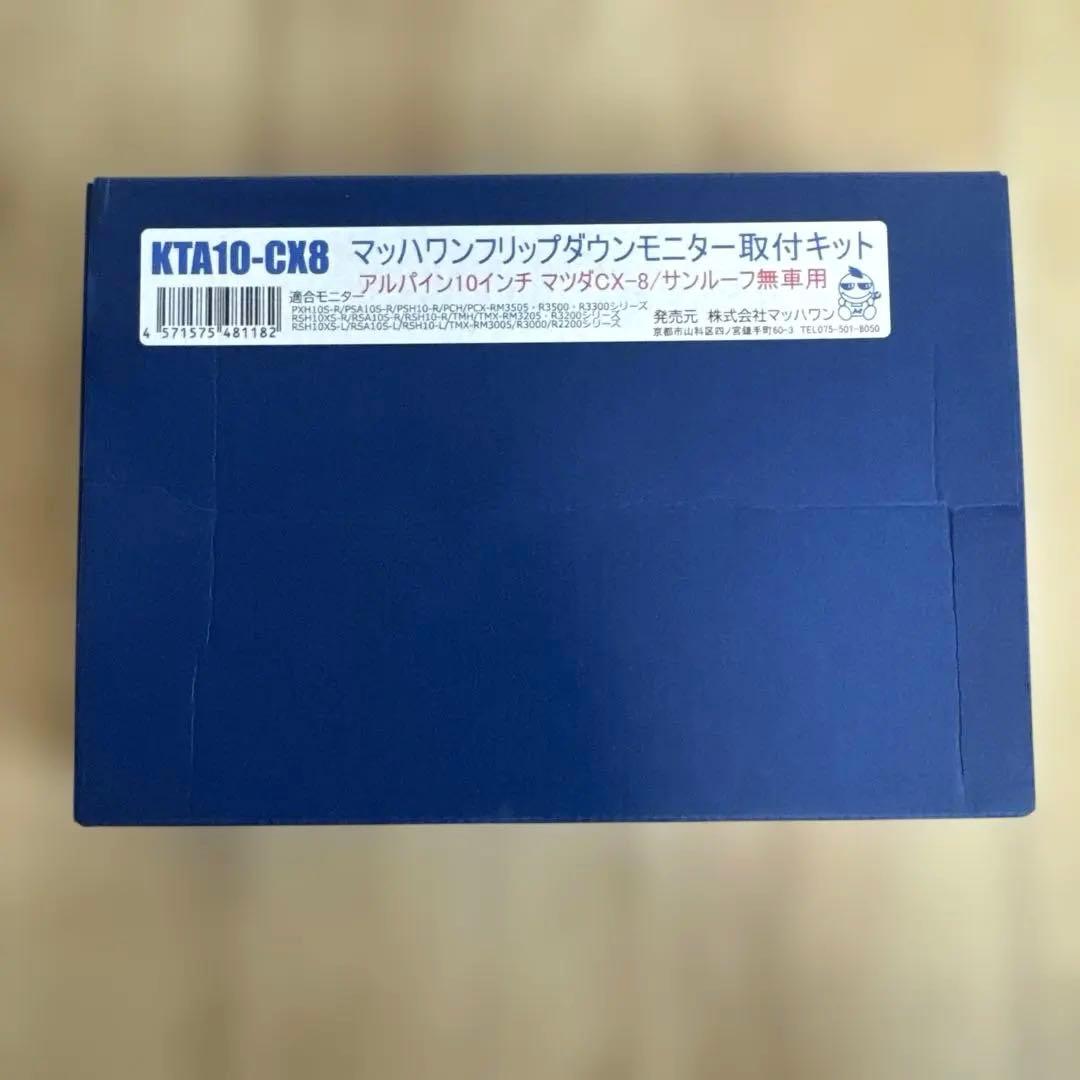 KTA10-CX8 マッハワンフリップダウンモニター取付キット
アルパイン10インチ マツダCX-8/サンルーフ無車用
適合モニター
PXH10S-R/PSA10S-R/PSH10-R/PCH/PCX-RM3505・R3500・R3300シリーズ
RSH10XS-R/RSA10S-R/RSH10-R/TMH/TMX-RM3205・R3200シリーズ
RSH10XS-L/RSA10S-L/RSH10-L/TMX-RM3005/R3000/R2200シリーズ
4 571575 481182
発売元 株式会社マッハワン
京都市山科区四ノ宮鎌手町60-3 TEL075-501-8050